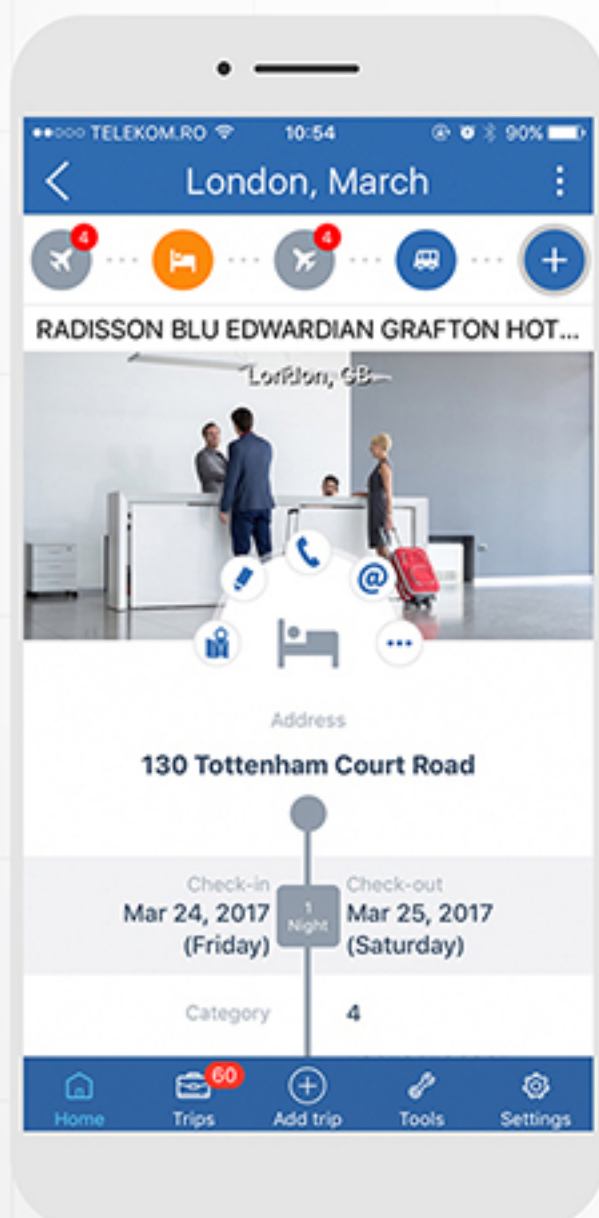 TELEKOM.RO 10:54 90%
London, March
4 4
RADISSON BLU EDWARDIAN GRAFTON HOT...
London, GB
@
Address
130 Tottenham Court Road
Check-in Check-out
Mar 24, 2017 1 Mar 25, 2017
(Friday) Night (Saturday)
Category 4
60
Home Trips Add trip Tools Settings